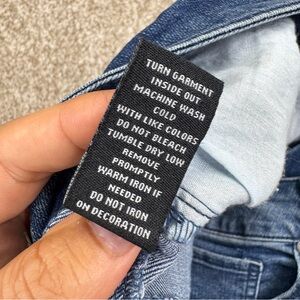 TURN GARMENT
INSIDE OUT
MACHINE WASH
COLD
WITH LIKE COLORS
DO NOT BLEACH
TUMBLE DRY LOW
REMOVE
PROMPTLY
WARM IRON IF
NEEDED
DO NOT IRON
ON DECORATION